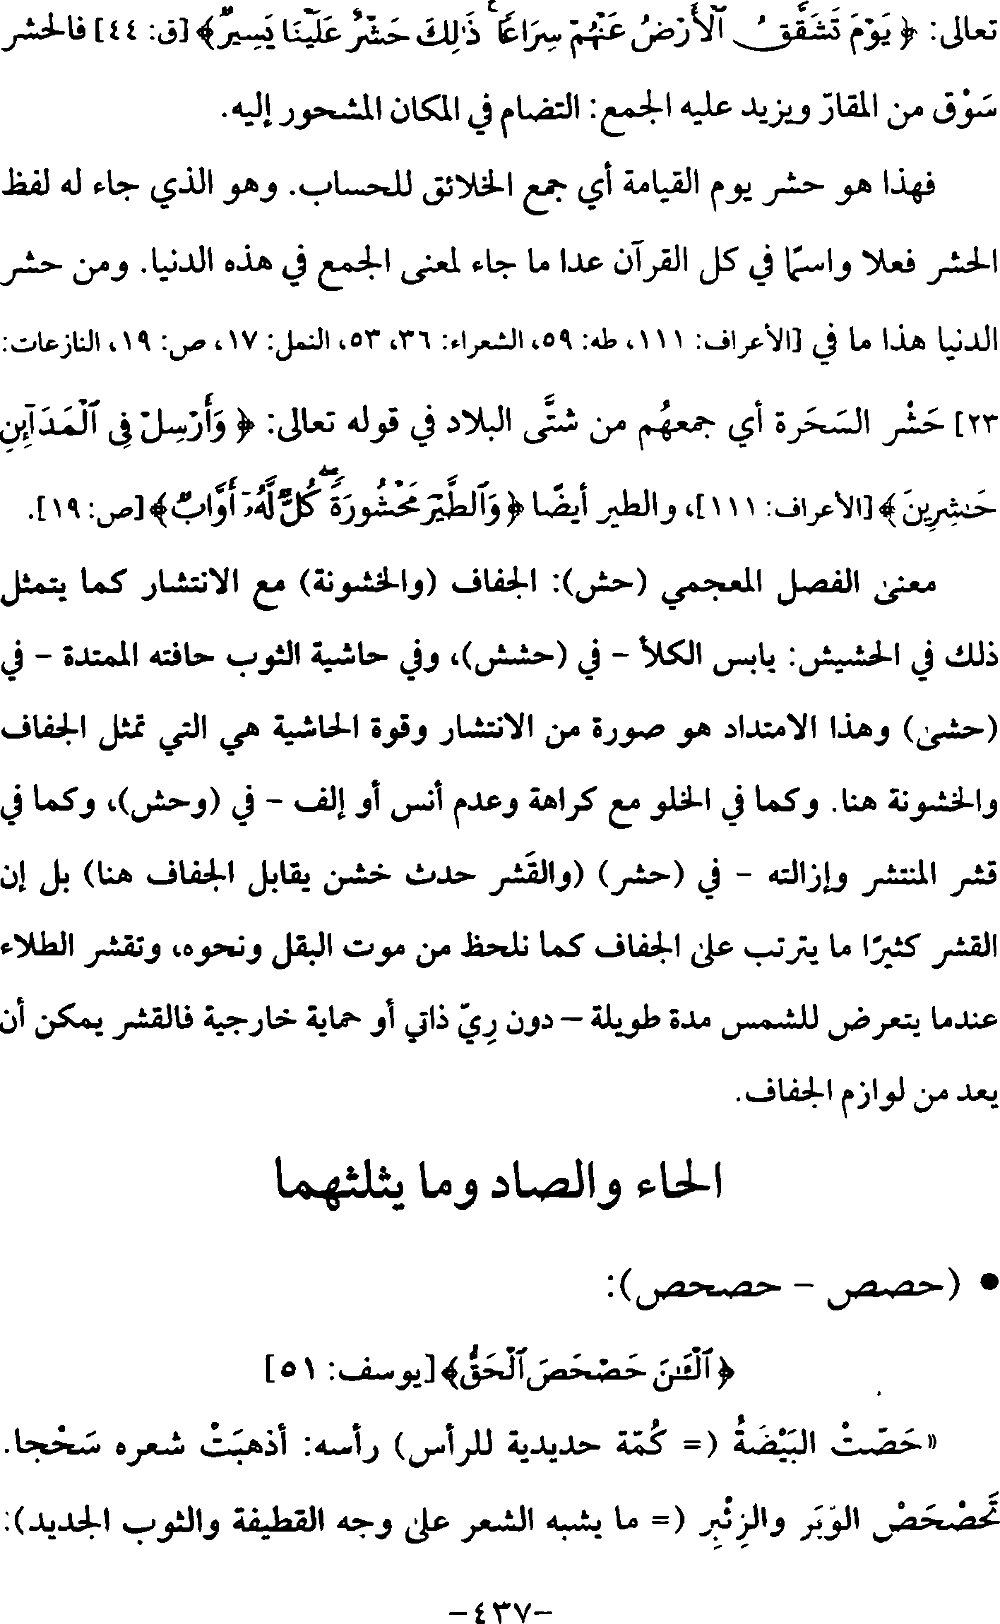 تعالى: ﴿ يَوْمَ تَشَقَّقُ ٱلْأَرْضُ عَنْهُمْ سِرَاعًا ۚ ذَٰلِكَ حَشْرٌ عَلَيْنَا يَسِيرٌ ﴾ [ق: ٤٤] فالحشر
سَوْق من المقارّ ويزيد عليه الجمع: التضام في المكان المشحور إليه.
فهذا هو حشر يوم القيامة أي جمع الخلائق للحساب. وهو الذي جاء له لفظ
الحشر فعلا واسمًا في كل القرآن عدا ما جاء لمعنى الجمع في هذه الدنيا. ومن حشر
الدنيا هذا ما في [الأعراف: ١١١، طه: ٥٩، الشعراء: ٣٦، ٥٣، النمل: ١٧، ص: ١٩، النازعات:
٢٣] حَشْر السَحَرة أي جمعهُم من شتَّى البلاد في قوله تعالى: ﴿ وَأَرْسِلْ فِى ٱلْمَدَآئِنِ
حَـٰشِرِينَ ﴾ [الأعراف: ١١١]، والطير أيضًا ﴿ وَٱلطَّيْرَ مَحْشُورَةً ۖ كُلٌّ لَّهُۥٓ أَوَّابٌ ﴾ [ص: ١٩].
معنى الفصل المعجمي (حش): الجفاف (والخشونة) مع الانتشار كما يتمثل
ذلك في الحشيش: يابس الكلأ – في (حشش)، وفي حاشية الثوب حافته الممتدة – في
(حشى) وهذا الامتداد هو صورة من الانتشار وقوة الحاشية هي التي تمثل الجفاف
والخشونة هنا. وكما في الخلو مع كراهة وعدم أنس أو إلف – في (وحش)، وكما في
قشر المنتشر وإزالته – في (حشر) (والقَشر حدث خشن يقابل الجفاف هنا) بل إن
القشر كثيرًا ما يترتب على الجفاف كما نلحظ من موت البقل ونحوه، وتقشر الطلاء
عندما يتعرض للشمس مدة طويلة – دون رِيّ ذاتي أو حماية خارجية فالقشر يمكن أن
يعد من لوازم الجفاف.
الحاء والصاد وما يثلثهما
• (حصص – حصحص):
﴿ ٱلْـَٔـٰنَ حَصْحَصَ ٱلْحَقُّ ﴾ [يوسف: ٥١]
«حَصّتْ البَيْضَةُ (= كُمّة حديدية للرأس) رأسه: أذهبَتْ شعره سَحْجا.
تَحَصْحَصْ الوَبَر والزِئْبِر (= ما يشبه الشعر على وجه القطيفة والثوب الجديد):
–٤٣٧–